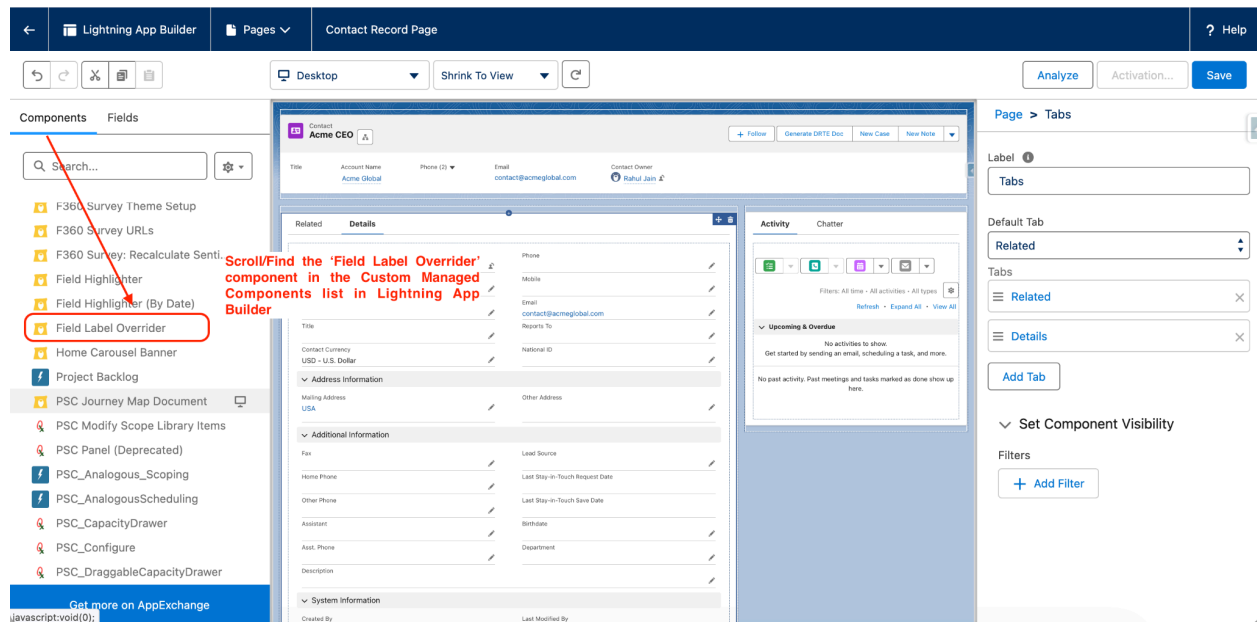 Lightning App Builder
Pages
Contact Record Page
? Help
Desktop
Shrink To View
Analyze
Activation...
Save
Components
Fields
Search...
F360 Survey Theme Setup
F360 Survey URLs
F360 Survey: Recalculate Senti...
Field Highlighter
Field Highlighter (By Date)
Field Label Overrider
Home Carousel Banner
Project Backlog
PSC Journey Map Document
PSC Modify Scope Library Items
PSC Panel (Deprecated)
PSC_Analogous_Scoping
PSC_AnalogousScheduling
PSC_CapacityDrawer
PSC_Configure
PSC_DraggableCapacityDrawer
Get more on AppExchange
javascript:void(0);
Scroll/Find the ‘Field Label Overrider’
component in the Custom Managed
Components list in Lightning App
Builder
Contact
Acme CEO
+ Follow
Generate DRTE Doc
New Case
New Note
Title
Account Name
Phone (2)
Email
Contact Owner
Acme Global
contact@acmeglobal.com
Rahul Jain
Related
Details
Phone
Mobile
Email
contact@acmeglobal.com
Title
Reports To
Contact Currency
National ID
USD - U.S. Dollar
Address Information
Mailing Address
Other Address
USA
Additional Information
Fax
Lead Source
Home Phone
Last Stay-in-Touch Request Date
Other Phone
Last Stay-in-Touch Save Date
Assistant
Birthdate
Asst. Phone
Department
Description
System Information
Created By
Last Modified By
Activity
Chatter
Filters: All time • All activities • All types
Refresh • Expand All • View All
Upcoming & Overdue
No activities to show.
Get started by sending an email, scheduling a task, and more.
No past activity. Past meetings and tasks marked as done show up
here.
Page > Tabs
Label
Tabs
Default Tab
Related
Tabs
Related
Details
Add Tab
Set Component Visibility
Filters
+ Add Filter